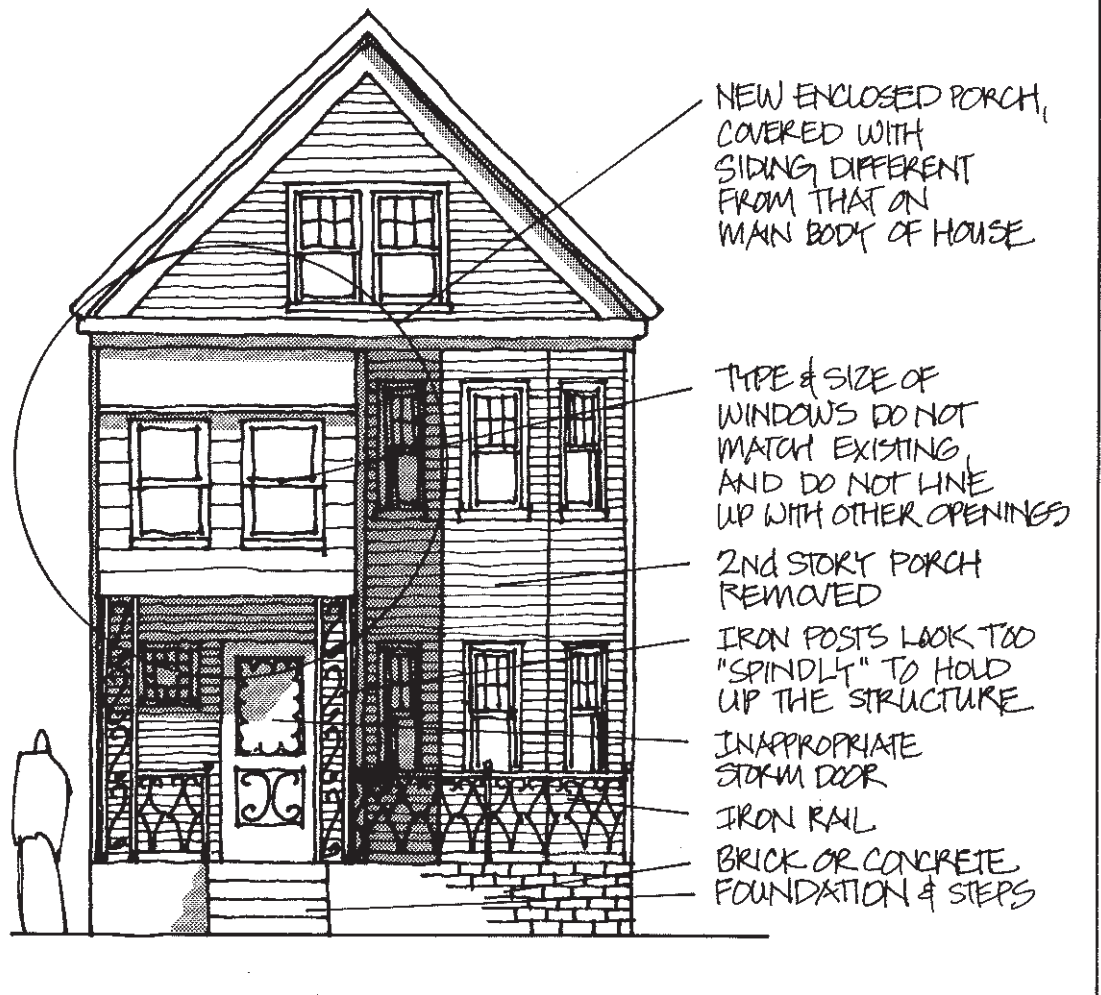 NEW ENCLOSED PORCH,
COVERED WITH
SIDING DIFFERENT
FROM THAT ON
MAIN BODY OF HOUSE
TYPE & SIZE OF
WINDOWS DO NOT
MATCH EXISTING,
AND DO NOT LINE
UP WITH OTHER OPENINGS
2Nd STORY PORCH
REMOVED
IRON POSTS LOOK TOO
"SPINDLY" TO HOLD
UP THE STRUCTURE
INAPPROPRIATE
STORM DOOR
IRON RAIL
BRICK OR CONCRETE
FOUNDATION & STEPS